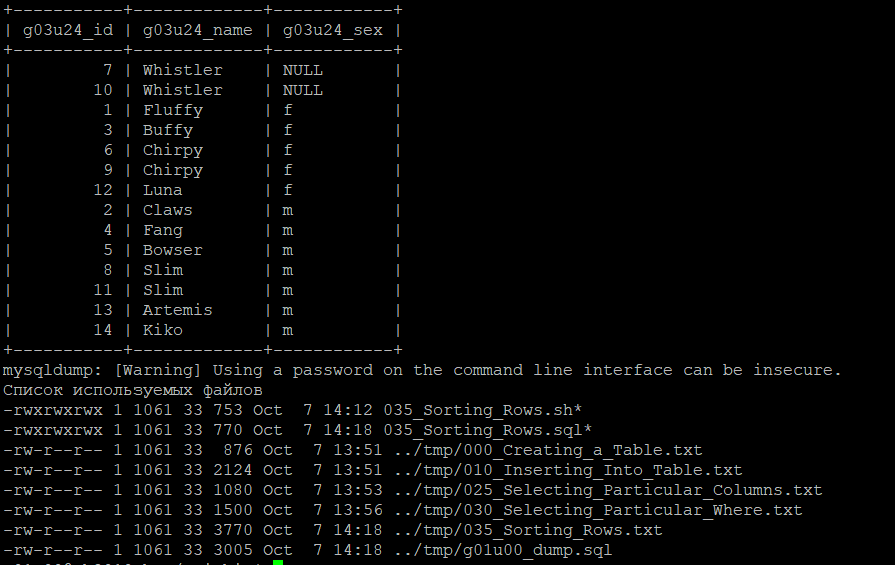 +-----------+-------------+------------+
| g03u24_id | g03u24_name | g03u24_sex |
+-----------+-------------+------------+
|         7 | Whistler    | NULL       |
|        10 | Whistler    | NULL       |
|         1 | Fluffy      | f          |
|         3 | Buffy       | f          |
|         6 | Chirpy      | f          |
|         9 | Chirpy      | f          |
|        12 | Luna        | f          |
|         2 | Claws       | m          |
|         4 | Fang        | m          |
|         5 | Bowser      | m          |
|         8 | Slim        | m          |
|        11 | Slim        | m          |
|        13 | Artemis     | m          |
|        14 | Kiko        | m          |
+-----------+-------------+------------+
mysqldump: [Warning] Using a password on the command line interface can be insecure.
Список используемых файлов
-rwxrwxrwx 1 1061 33 753 Oct  7 14:12 035_Sorting_Rows.sh*
-rwxrwxrwx 1 1061 33 770 Oct  7 14:18 035_Sorting_Rows.sql*
-rw-r--r-- 1 1061 33  876 Oct  7 13:51 ../tmp/000_Creating_a_Table.txt
-rw-r--r-- 1 1061 33 2124 Oct  7 13:51 ../tmp/010_Inserting_Into_Table.txt
-rw-r--r-- 1 1061 33 1080 Oct  7 13:53 ../tmp/025_Selecting_Particular_Columns.txt
-rw-r--r-- 1 1061 33 1500 Oct  7 13:56 ../tmp/030_Selecting_Particular_Where.txt
-rw-r--r-- 1 1061 33 3770 Oct  7 14:18 ../tmp/035_Sorting_Rows.txt
-rw-r--r-- 1 1061 33 3005 Oct  7 14:18 ../tmp/g01u00_dump.sql